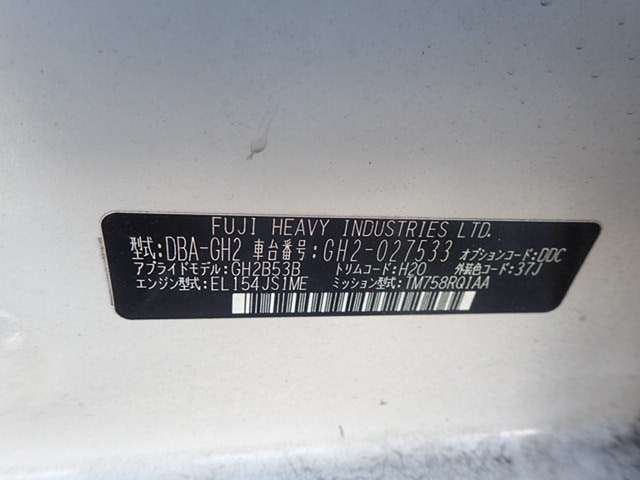 FUJI HEAVY INDUSTRIES LTD.
型式:DBA-GH2 車台番号:GH2-027533 オプションコード:DDC
アプライドモデル:GH2B53B トリムコード:H20 外装色コード:37J
エンジン型式:EL154JS1ME ミッション型式:TM758RQ1AA